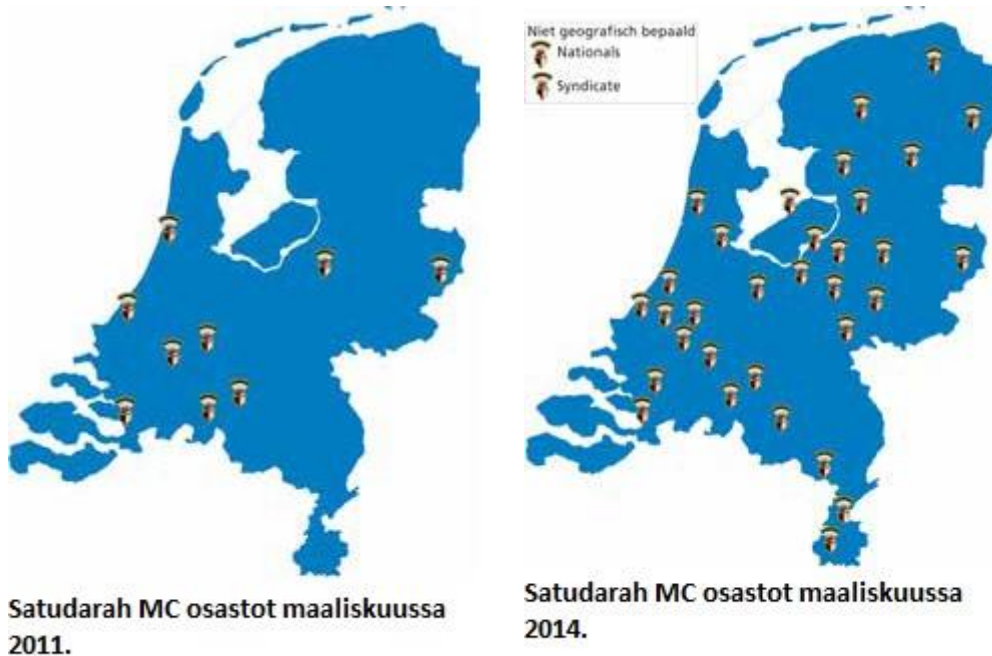 Niet geografisch bepaald
Nationals
Syndicate
Satudarah MC osastot maaliskuussa
2011.
Satudarah MC osastot maaliskuussa
2014.